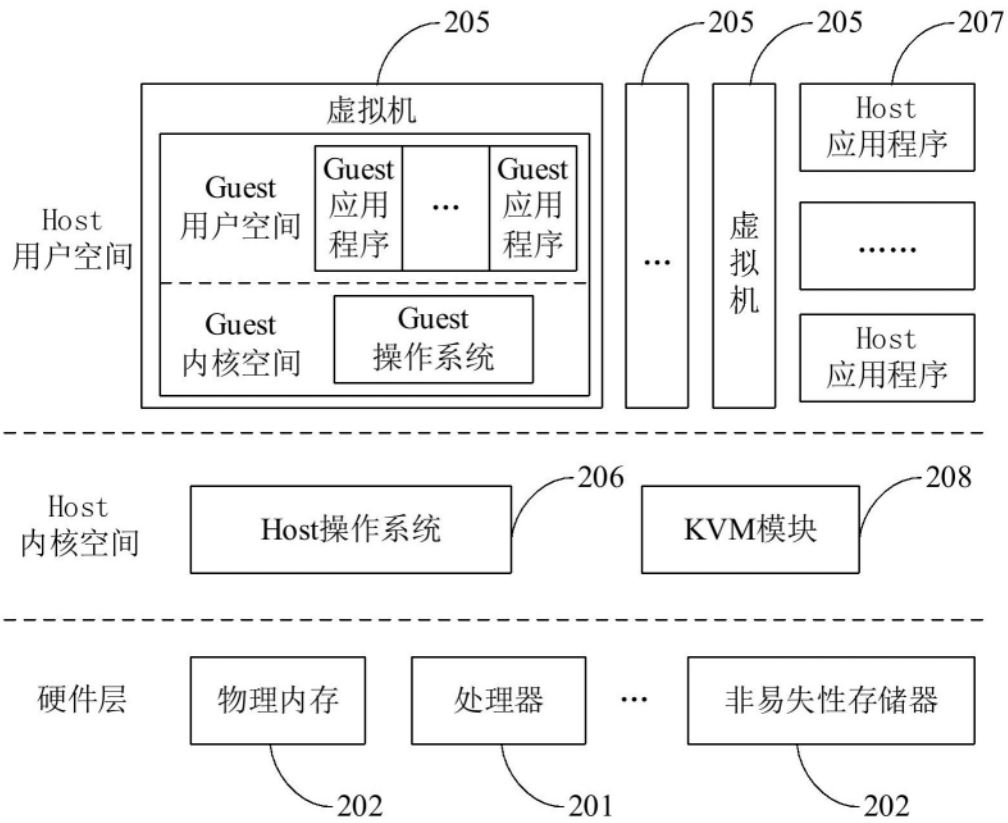 205
205
205
207
虚拟机
Host
应用程序
Guest
用户空间
Guest
应用
程序
...
Guest
应用
程序
Host
用户空间
...
虚
拟
机
......
Guest
内核空间
Guest
操作系统
Host
应用程序
206
208
Host
内核空间
Host操作系统
KVM模块
硬件层
物理内存
处理器
...
非易失性存储器
202
201
202